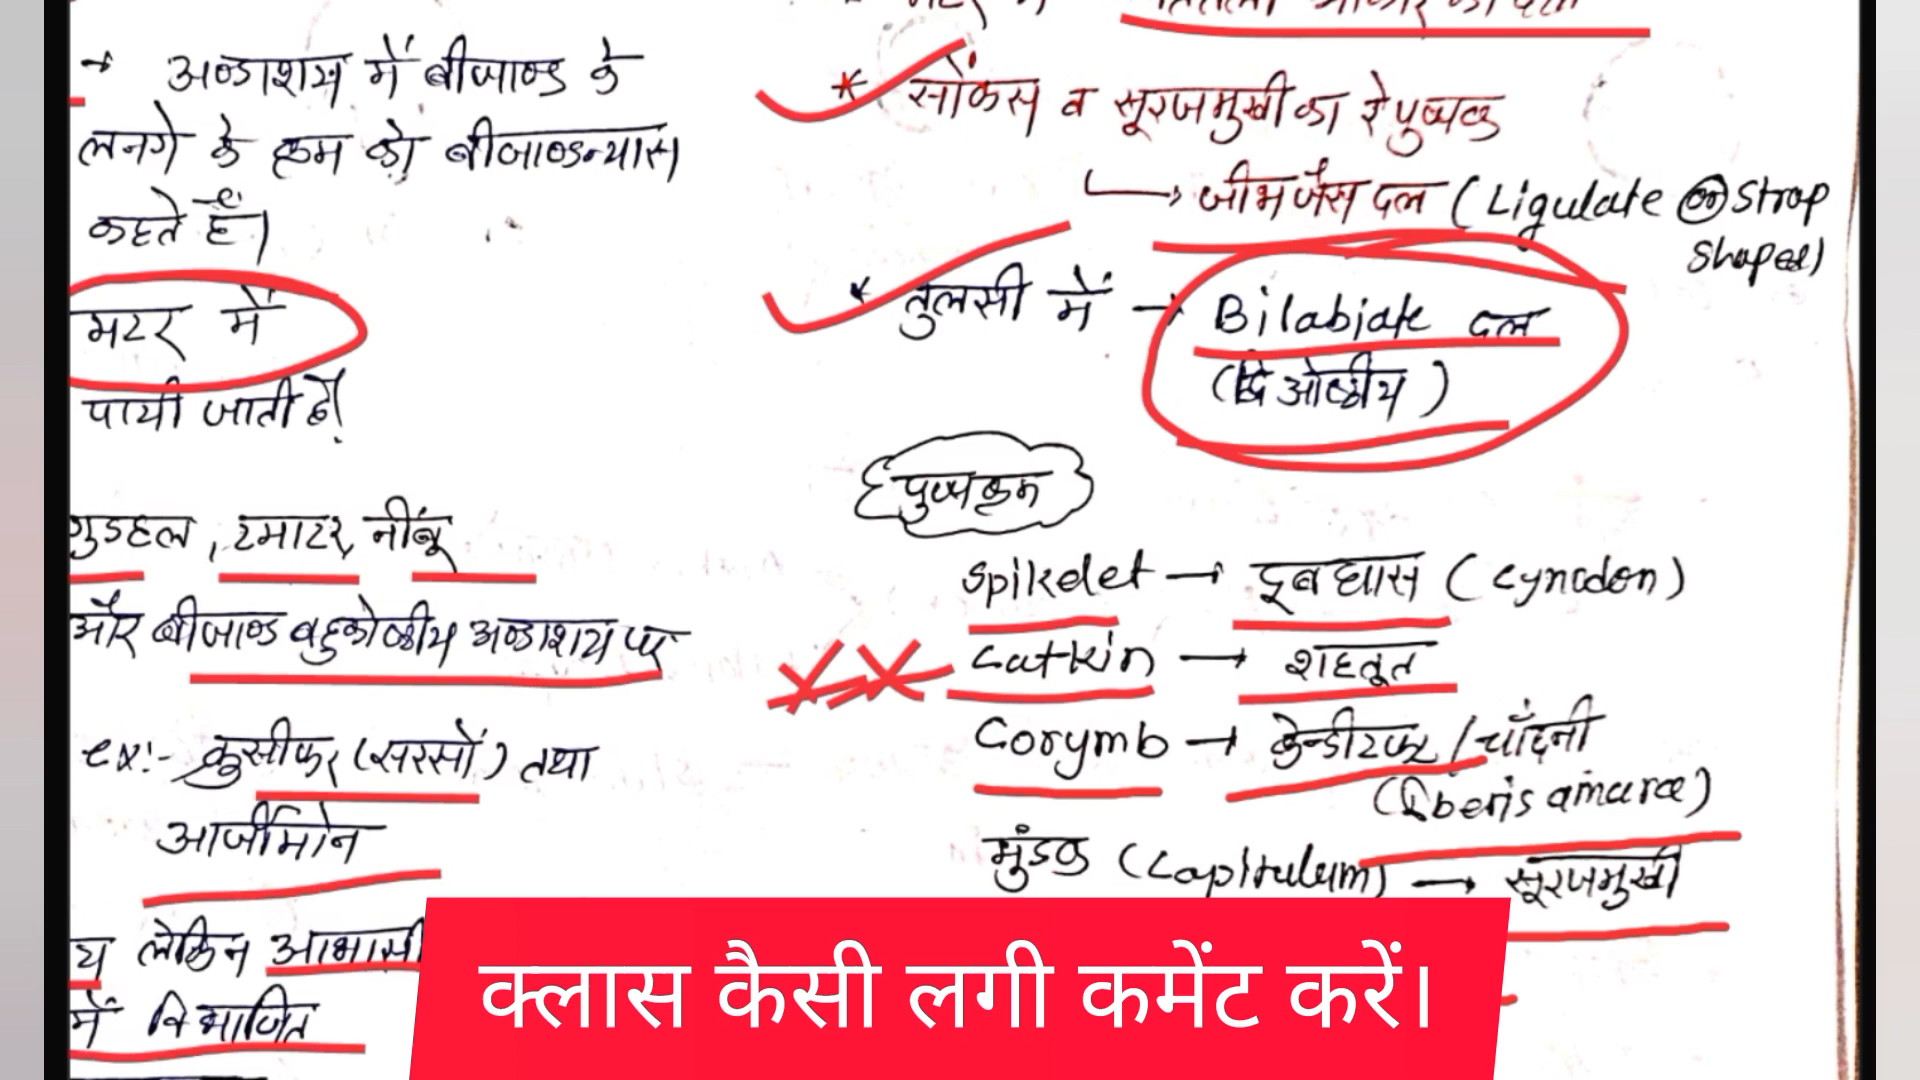 → अण्डाशय में बीजाण्ड के
लगने के क्रम को बीजाण्डन्यास
कहते हैं।
मटर में
पायी जाती है।
गुडहल, टमाटर, नींबू
और बीजाण्ड बहुकोष्ठीय अण्डाशय पर
ex:- क्रुसीफर (सरसों) तथा
आर्जीमोन
य लेकिन आभासी
में विभाजित
* सोंकस व सूरजमुखी का रे पुष्पक
↳ जीभ जैस दल (Ligulate or Strap
Shaped)
* तुलसी में → Bilabiate दल
(द्विओष्ठीय)
पुष्पक्रम
Spikelet → दूब घास (Cynodon)
Catkin → शहतूत
Corymb → केन्डीटफट / चाँदनी
(Iberis amara)
मुंडक (Capitulum) → सूरजमुखी
क्लास कैसी लगी कमेंट करें।